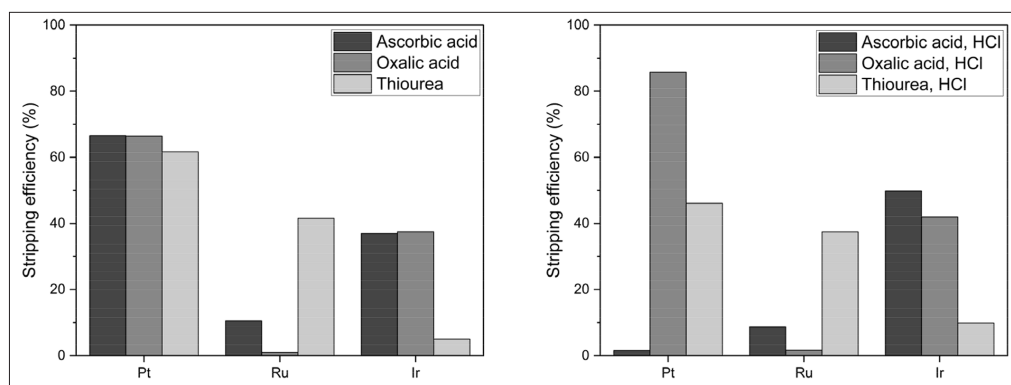 100
80
60
40
20
0
Stripping efficiency (%)
Ascorbic acid
Oxalic acid
Thiourea
Pt Ru Ir
100
80
60
40
20
0
Stripping efficiency (%)
Ascorbic acid, HCl
Oxalic acid, HCl
Thiourea, HCl
Pt Ru Ir